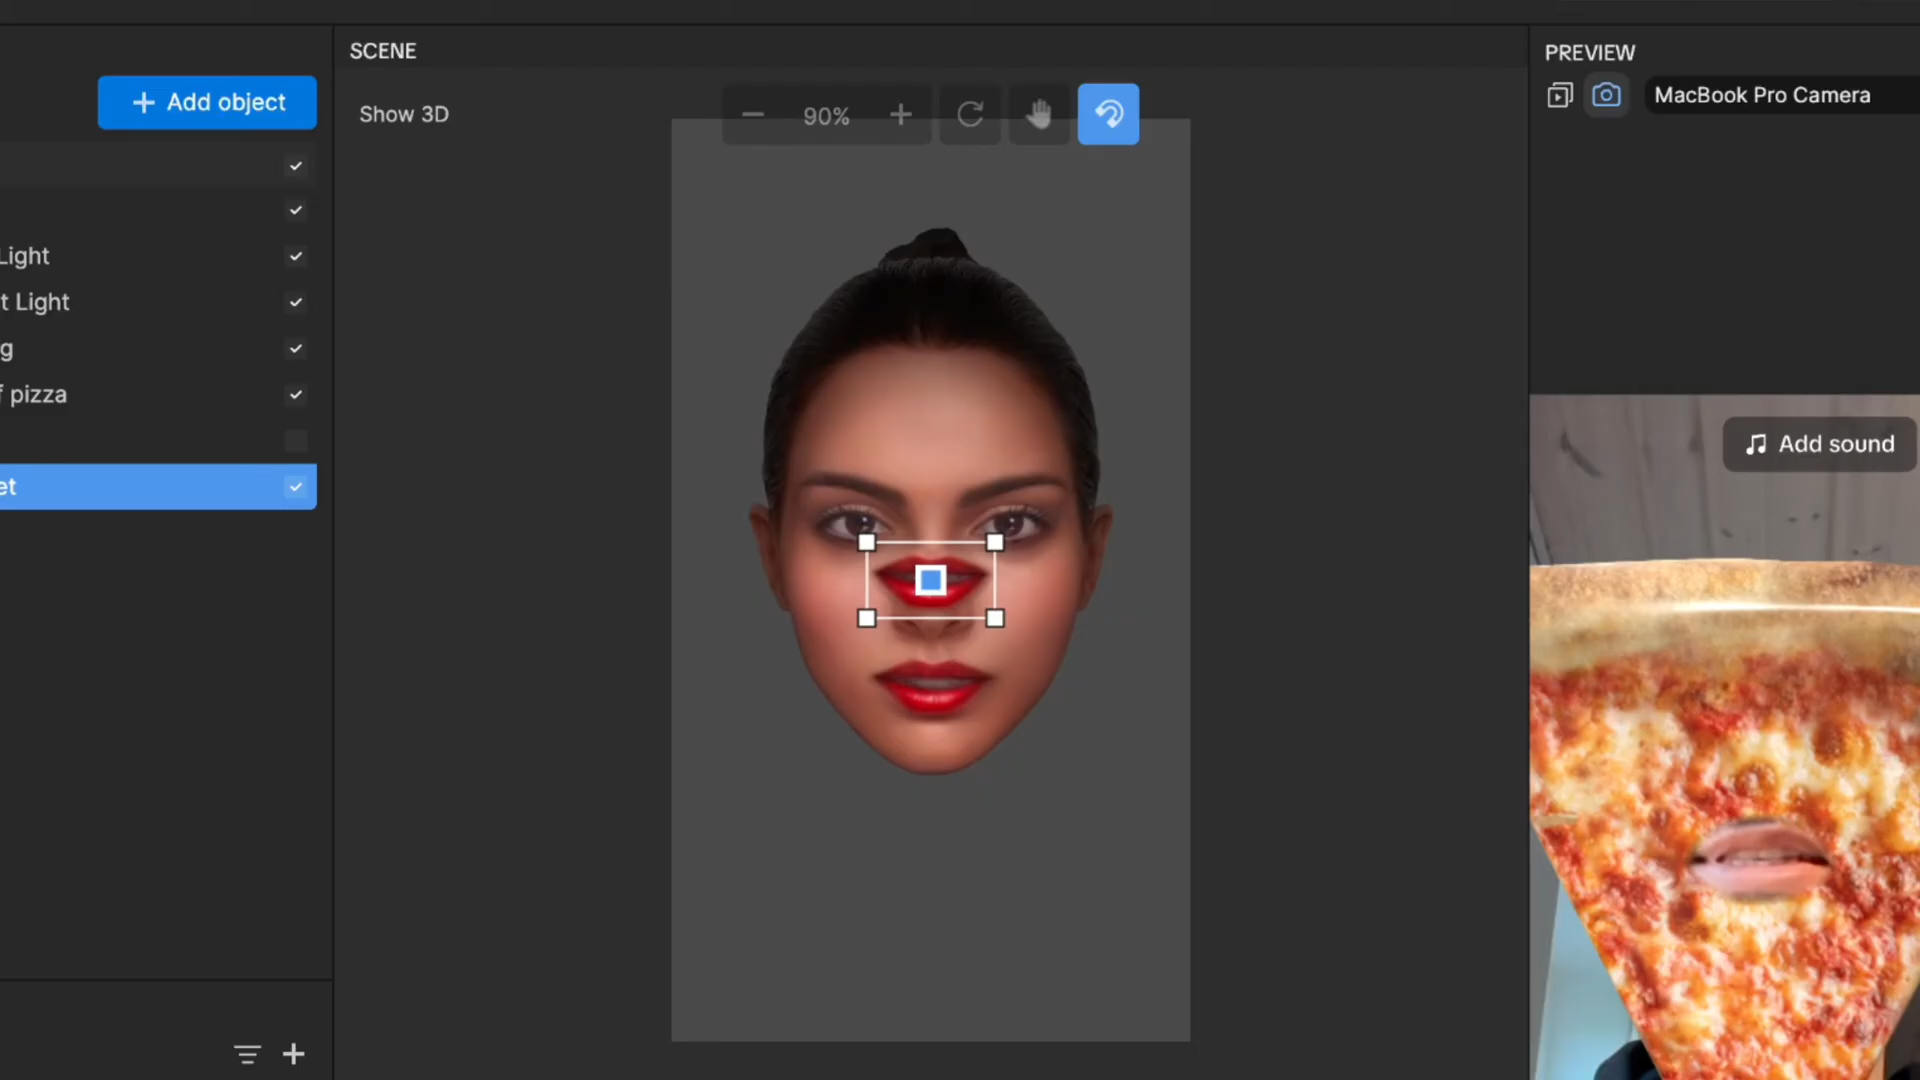 SCENE
PREVIEW
Add object
Show 3D
90%
MacBook Pro Camera
Light
t Light
g
f pizza
et
Add sound